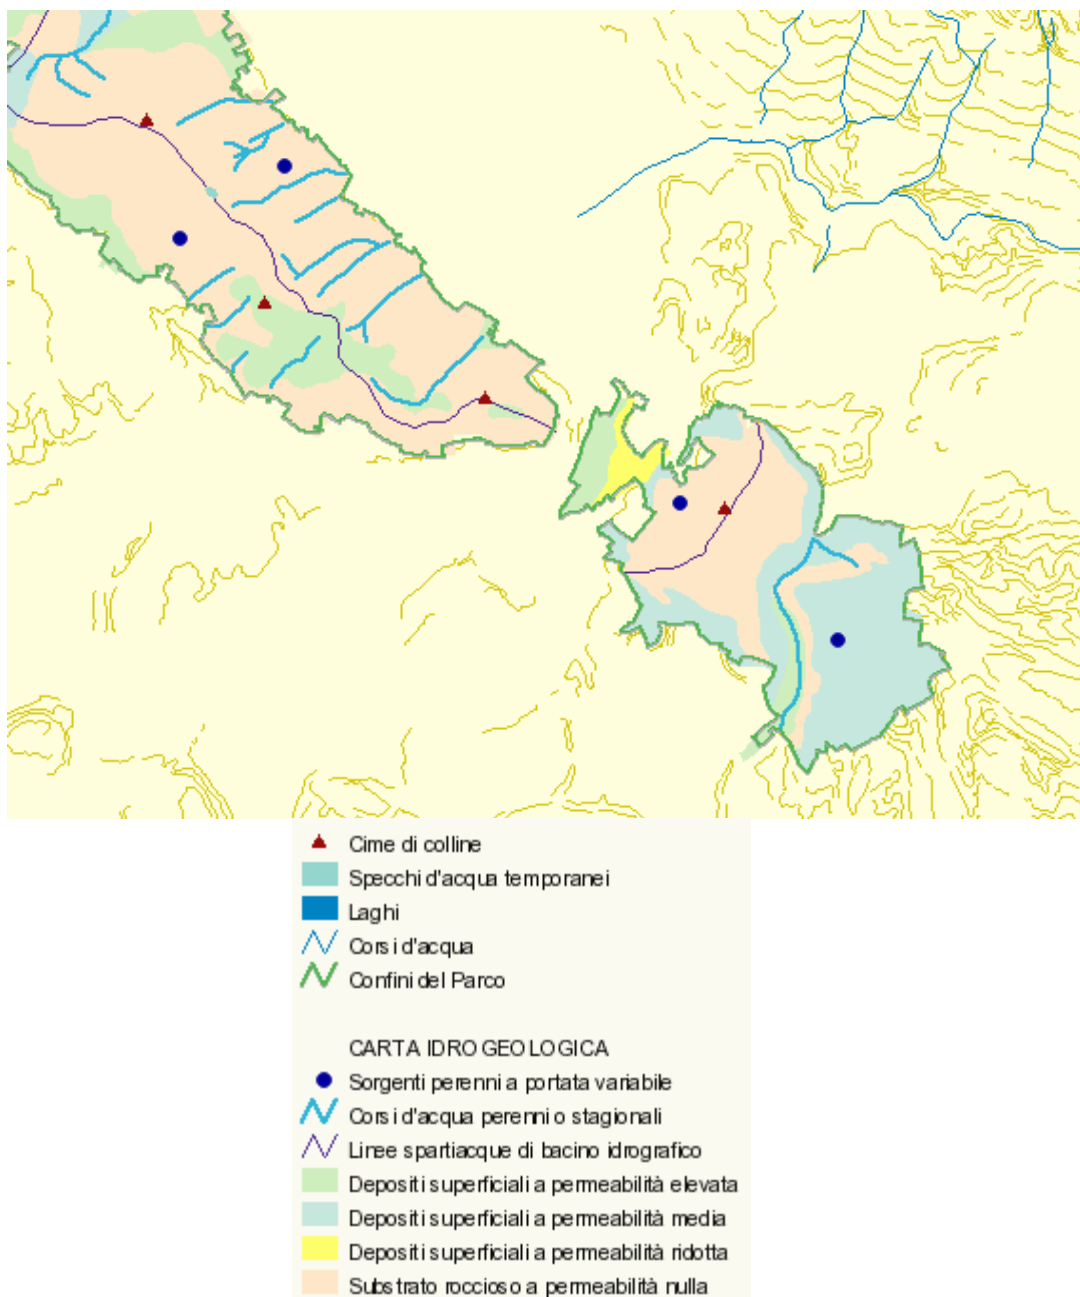 Cime di colline
Specchi d'acqua temporanei
Laghi
Corsi d'acqua
Confini del Parco
CARTA IDROGEOLOGICA
Sorgenti perenni a portata variabile
Corsi d'acqua perenni o stagionali
Linee spartiacque di bacino idrografico
Depositi superficiali a permeabilità elevata
Depositi superficiali a permeabilità media
Depositi superficiali a permeabilità ridotta
Substrato roccioso a permeabilità nulla